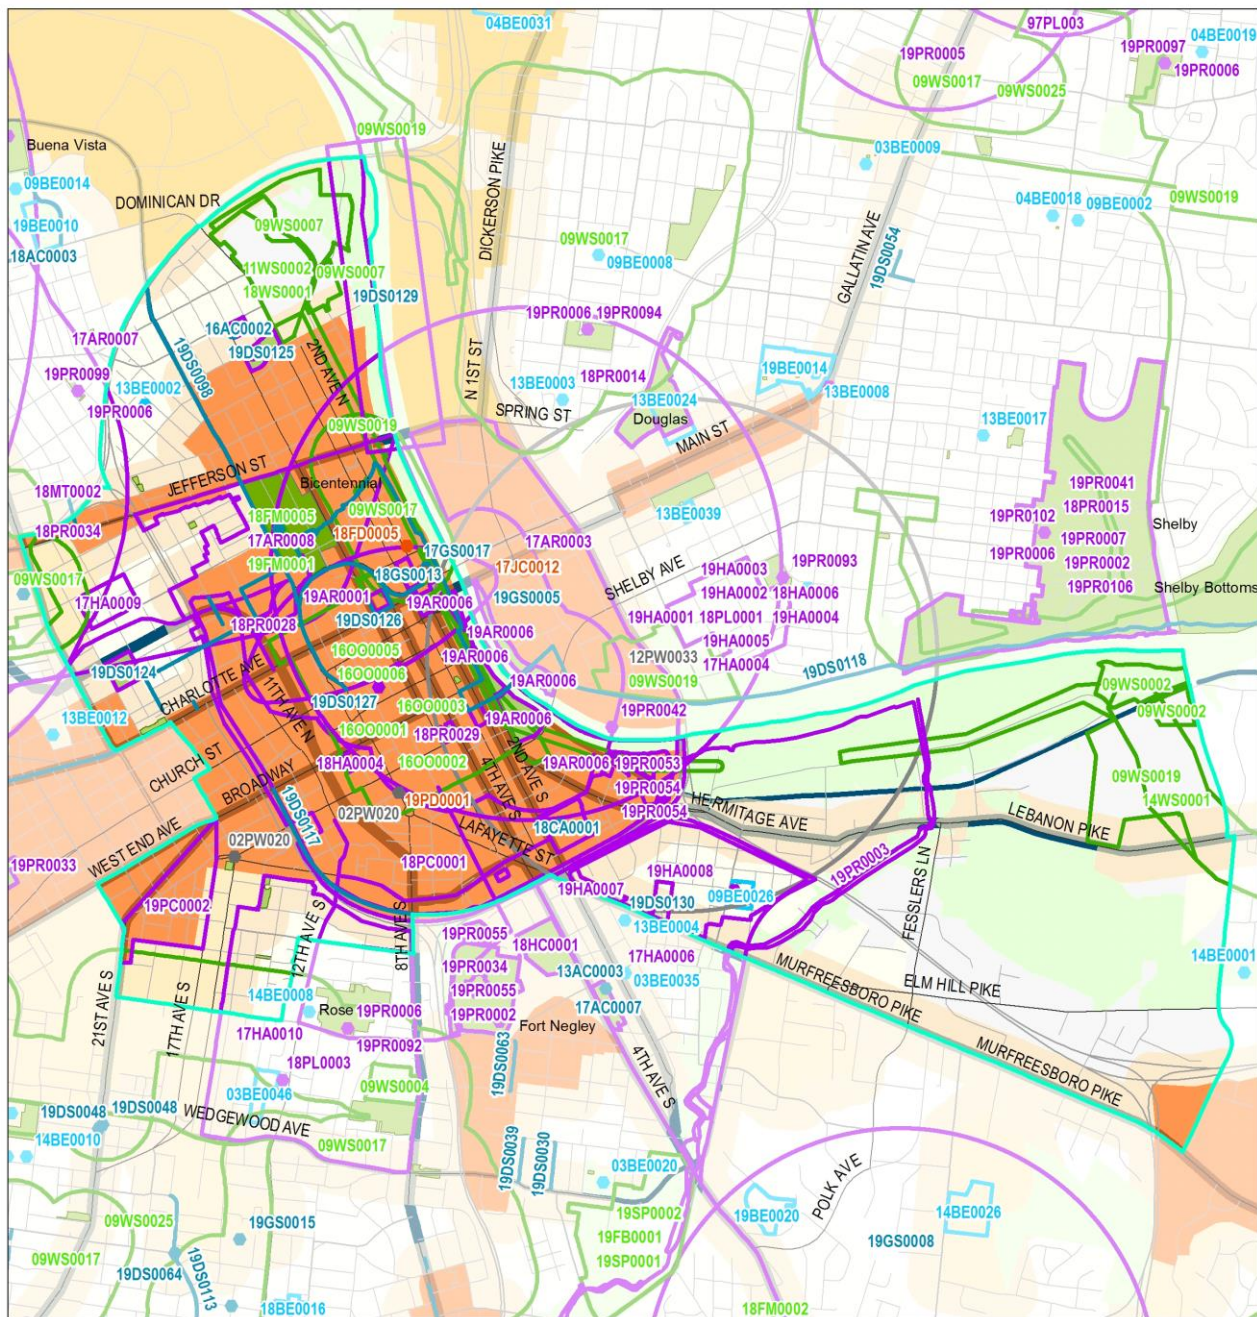 04BE0031
97PL003
19PR0005
19PR0097
04BE0019
19PR0006
09WS0017
09WS0025
09WS0019
Buena Vista
03BE0009
09BE0014
DOMINICAN DR
DICKERSON PIKE
04BE0018
09BE0002
09WS0019
19BE0010
09WS0007
09WS0017
18AC0003
11WS0002
09WS0007
09BE0008
GALLATIN AVE
19DS0054
18WS0001
19DS0129
16AC0002
19PR0006
19PR0094
17AR0007
19DS0098
19DS0125
2ND AVE N
N 1ST ST
19PR0099
18PR0014
19BE0014
13BE0002
13BE0003
13BE0024
13BE0008
19PR0006
SPRING ST
Douglas
13BE0017
09WS0019
MAIN ST
JEFFERSON ST
Bicentennial
18MT0002
19PR0041
09WS0017
18PR0015
18FM0005
13BE0039
19PR0102
Shelby
18PR0034
18FD0005
17AR0008
17AR0003
19PR0007
17GS0017
19PR0006
19PR0002
19FM0001
17JC0012
19HA0003
19PR0093
09WS0017
18GS0013
SHELBY AVE
19PR0106
Shelby Bottoms
17HA0009
19AR0001
19AR0006
19GS0005
19HA0002
18HA0006
19DS0126
19HA0001
18PL0001
19HA0004
18PR0028
19AR0006
19HA0005
16OO0005
19AR0006
12PW0033
17HA0004
19DS0118
19DS0124
CHARLOTTE AVE
16OO0006
19AR0006
09WS0019
09WS0002
19DS0127
16OO0003
09WS0002
13BE0012
11TH AVE N
16OO0001
18PR0029
19AR0006
19PR0042
CHURCH ST
18HA0004
16OO0002
2ND AVE S
19AR0006
19PR0053
09WS0019
BROADWAY
4TH AVE S
19PR0054
14WS0001
19DS0117
19PD0001
19PR0054
HERMITAGE AVE
LEBANON PIKE
02PW020
LAFAYETTE ST
18CA0001
WEST END AVE
02PW020
19PR0033
18PC0001
19HA0008
19PR0003
19HA0007
09BE0026
19PC0002
19DS0130
FESSLERS LN
12TH AVE S
8TH AVE S
13BE0004
19PR0055
18HC0001
17HA0006
19PR0034
13AC0003
03BE0035
MURFREESBORO PIKE
ELM HILL PIKE
14BE0001
14BE0008
19PR0055
Rose
19PR0006
19PR0002
17AC0007
21ST AVE S
17TH AVE S
17HA0010
Fort Negley
19PR0092
MURFREESBORO PIKE
18PL0003
19DS0063
4TH AVE S
03BE0046
09WS0004
19DS0048
19DS0048
WEDGEWOOD AVE
14BE0010
09WS0017
19DS0039
19DS0030
03BE0020
POLK AVE
19SP0002
19BE0020
14BE0026
09WS0025
19GS0015
19FB0001
19GS0008
09WS0017
19SP0001
19DS0064
19DS0113
18BE0016
18FM0002